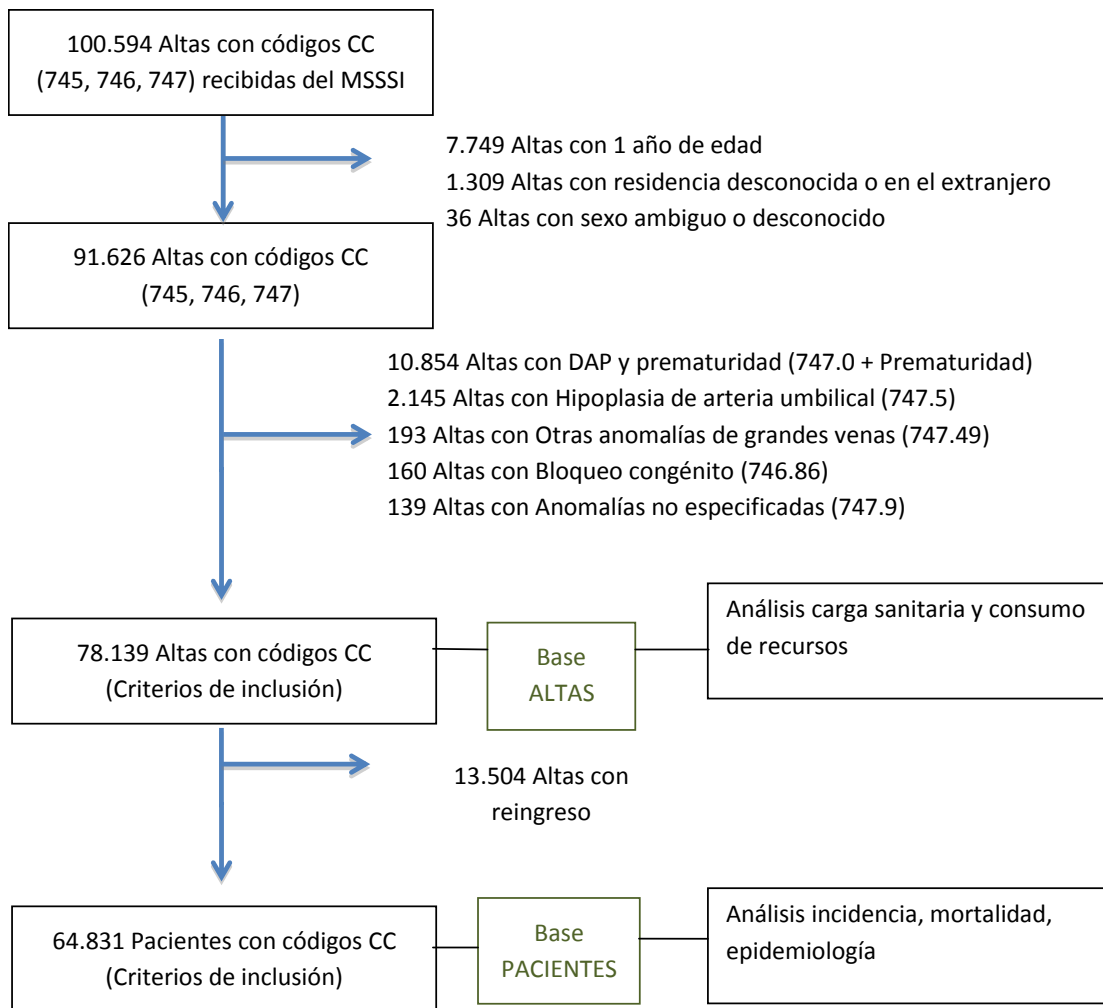 100.594 Altas con códigos CC
(745, 746, 747) recibidas del MSSSI
7.749 Altas con 1 año de edad
1.309 Altas con residencia desconocida o en el extranjero
36 Altas con sexo ambiguo o desconocido
91.626 Altas con códigos CC
(745, 746, 747)
10.854 Altas con DAP y prematuridad (747.0 + Prematuridad)
2.145 Altas con Hipoplasia de arteria umbilical (747.5)
193 Altas con Otras anomalías de grandes venas (747.49)
160 Altas con Bloqueo congénito (746.86)
139 Altas con Anomalías no especificadas (747.9)
78.139 Altas con códigos CC
(Criterios de inclusión)
Base
ALTAS
Análisis carga sanitaria y consumo
de recursos
13.504 Altas con
reingreso
64.831 Pacientes con códigos CC
(Criterios de inclusión)
Base
PACIENTES
Análisis incidencia, mortalidad,
epidemiología